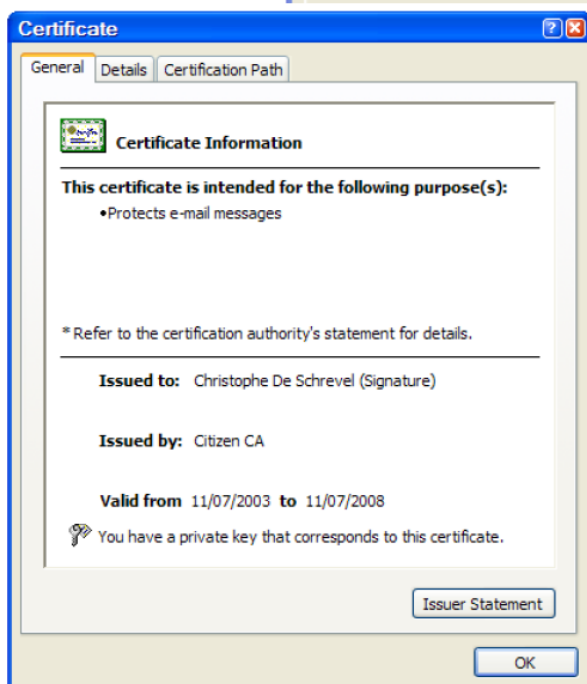 Certificate
General Details Certification Path
Certificate Information
This certificate is intended for the following purpose(s):
•Protects e-mail messages
* Refer to the certification authority's statement for details.
Issued to: Christophe De Schrevel (Signature)
Issued by: Citizen CA
Valid from 11/07/2003 to 11/07/2008
You have a private key that corresponds to this certificate.
Issuer Statement
OK